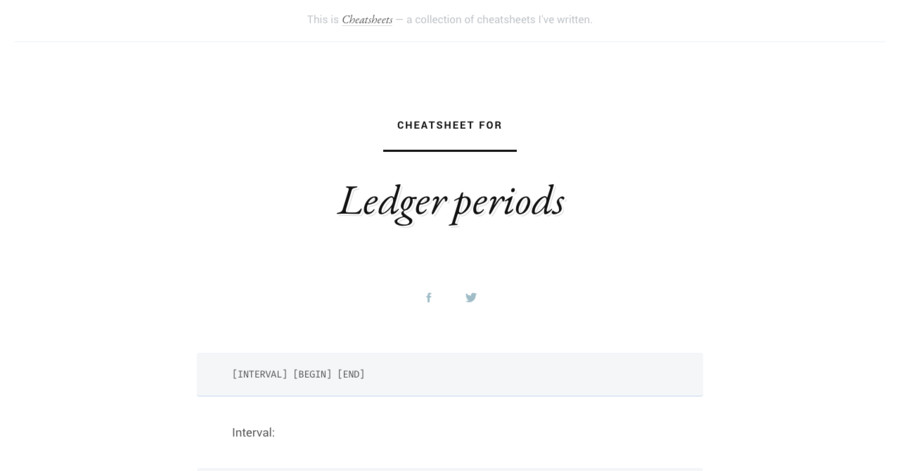 This is Cheatsheets — a collection of cheatsheets I've written.
CHEATSHEET FOR
Ledger periods
[INTERVAL] [BEGIN] [END]
Interval: